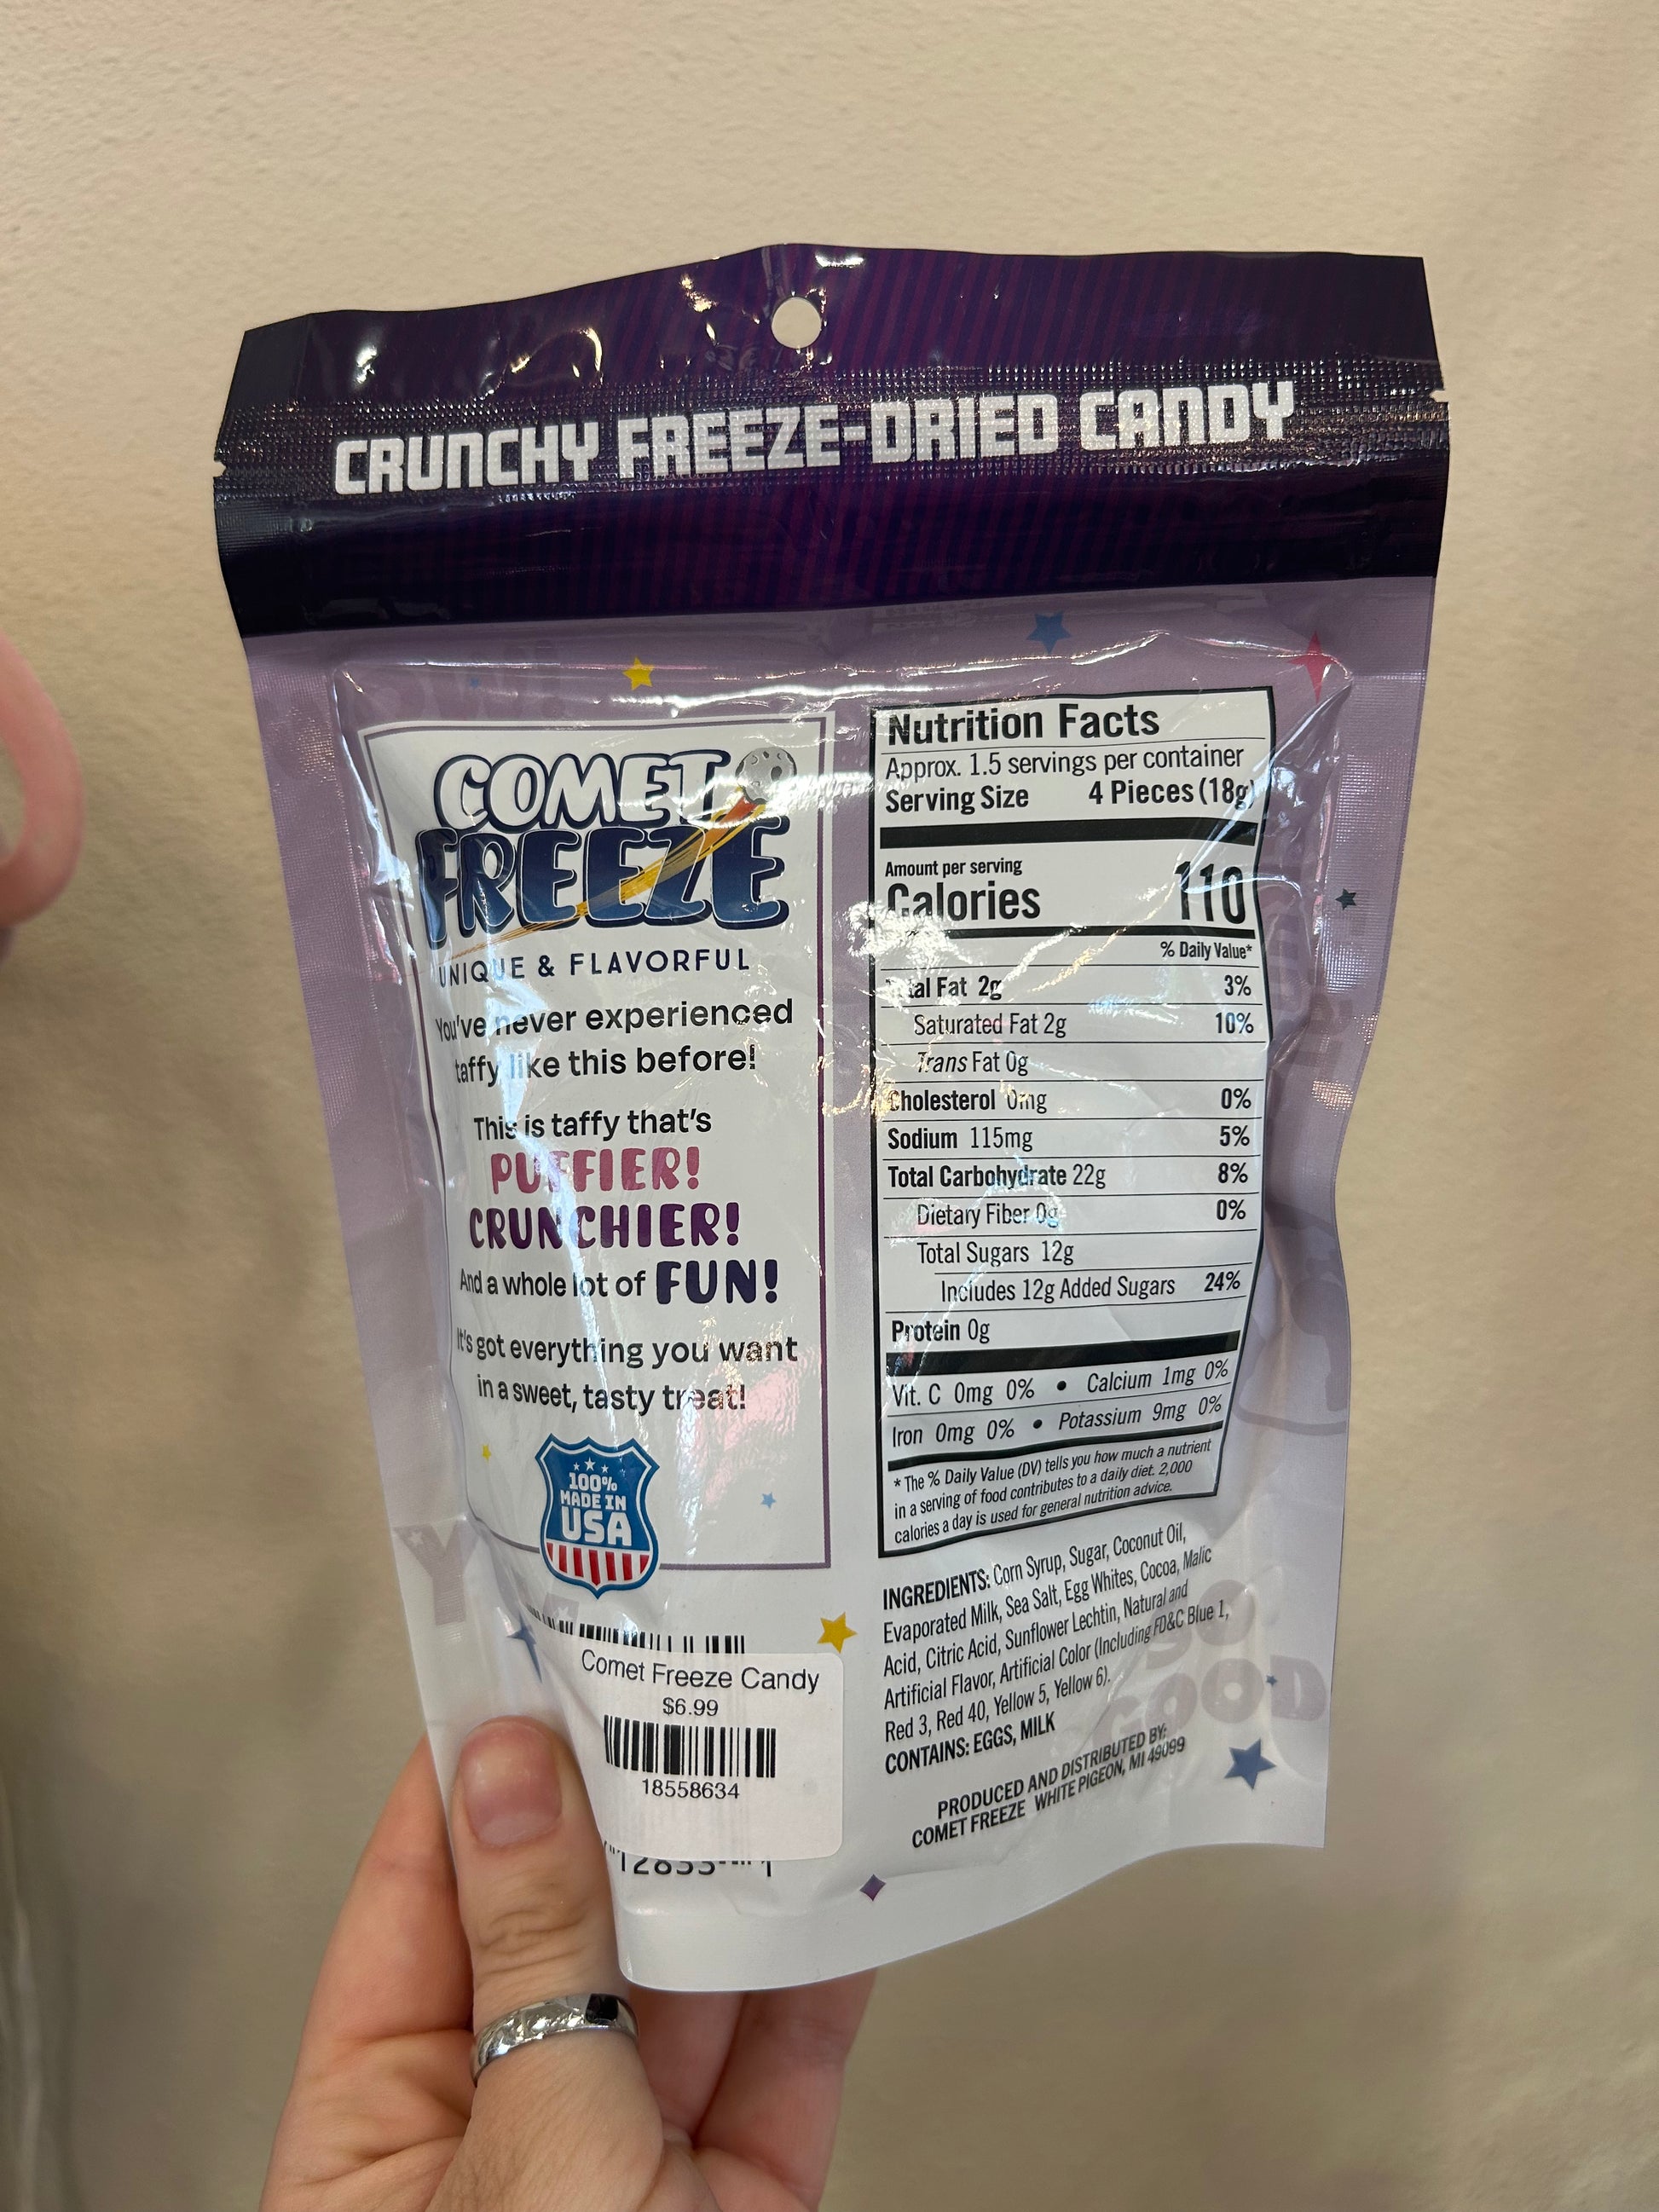 CRUNCHY FREEZE-DRIED CANDY
COMET
FREEZE
UNIQUE & FLAVORFUL
You've never experienced
taffy like this before!
This is taffy that's
PUFFIER!
CRUNCHIER!
And a whole lot of FUN!
It's got everything you want
in a sweet, tasty treat!
100%
MADE IN
USA
Comet Freeze Candy
$6.99
18558634
Nutrition Facts
Approx. 1.5 servings per container
Serving Size 4 Pieces (18g)
Amount per serving
Calories 110
% Daily Value*
Total Fat 2g 3%
Saturated Fat 2g 10%
Trans Fat 0g
Cholesterol 0mg 0%
Sodium 115mg 5%
Total Carbohydrate 22g 8%
Dietary Fiber 0g 0%
Total Sugars 12g
Includes 12g Added Sugars 24%
Protein 0g
Vit. C 0mg 0% • Calcium 1mg 0%
Iron 0mg 0% • Potassium 9mg 0%
* The % Daily Value (DV) tells you how much a nutrient
in a serving of food contributes to a daily diet. 2,000
calories a day is used for general nutrition advice.
INGREDIENTS: Corn Syrup, Sugar, Coconut Oil,
Evaporated Milk, Sea Salt, Egg Whites, Cocoa, Malic
Acid, Citric Acid, Sunflower Lechtin, Natural and
Artificial Flavor, Artificial Color (Including FD&C Blue 1,
Red 3, Red 40, Yellow 5, Yellow 6).
CONTAINS: EGGS, MILK
PRODUCED AND DISTRIBUTED BY:
COMET FREEZE WHITE PIGEON, MI 49099
SO
GOOD